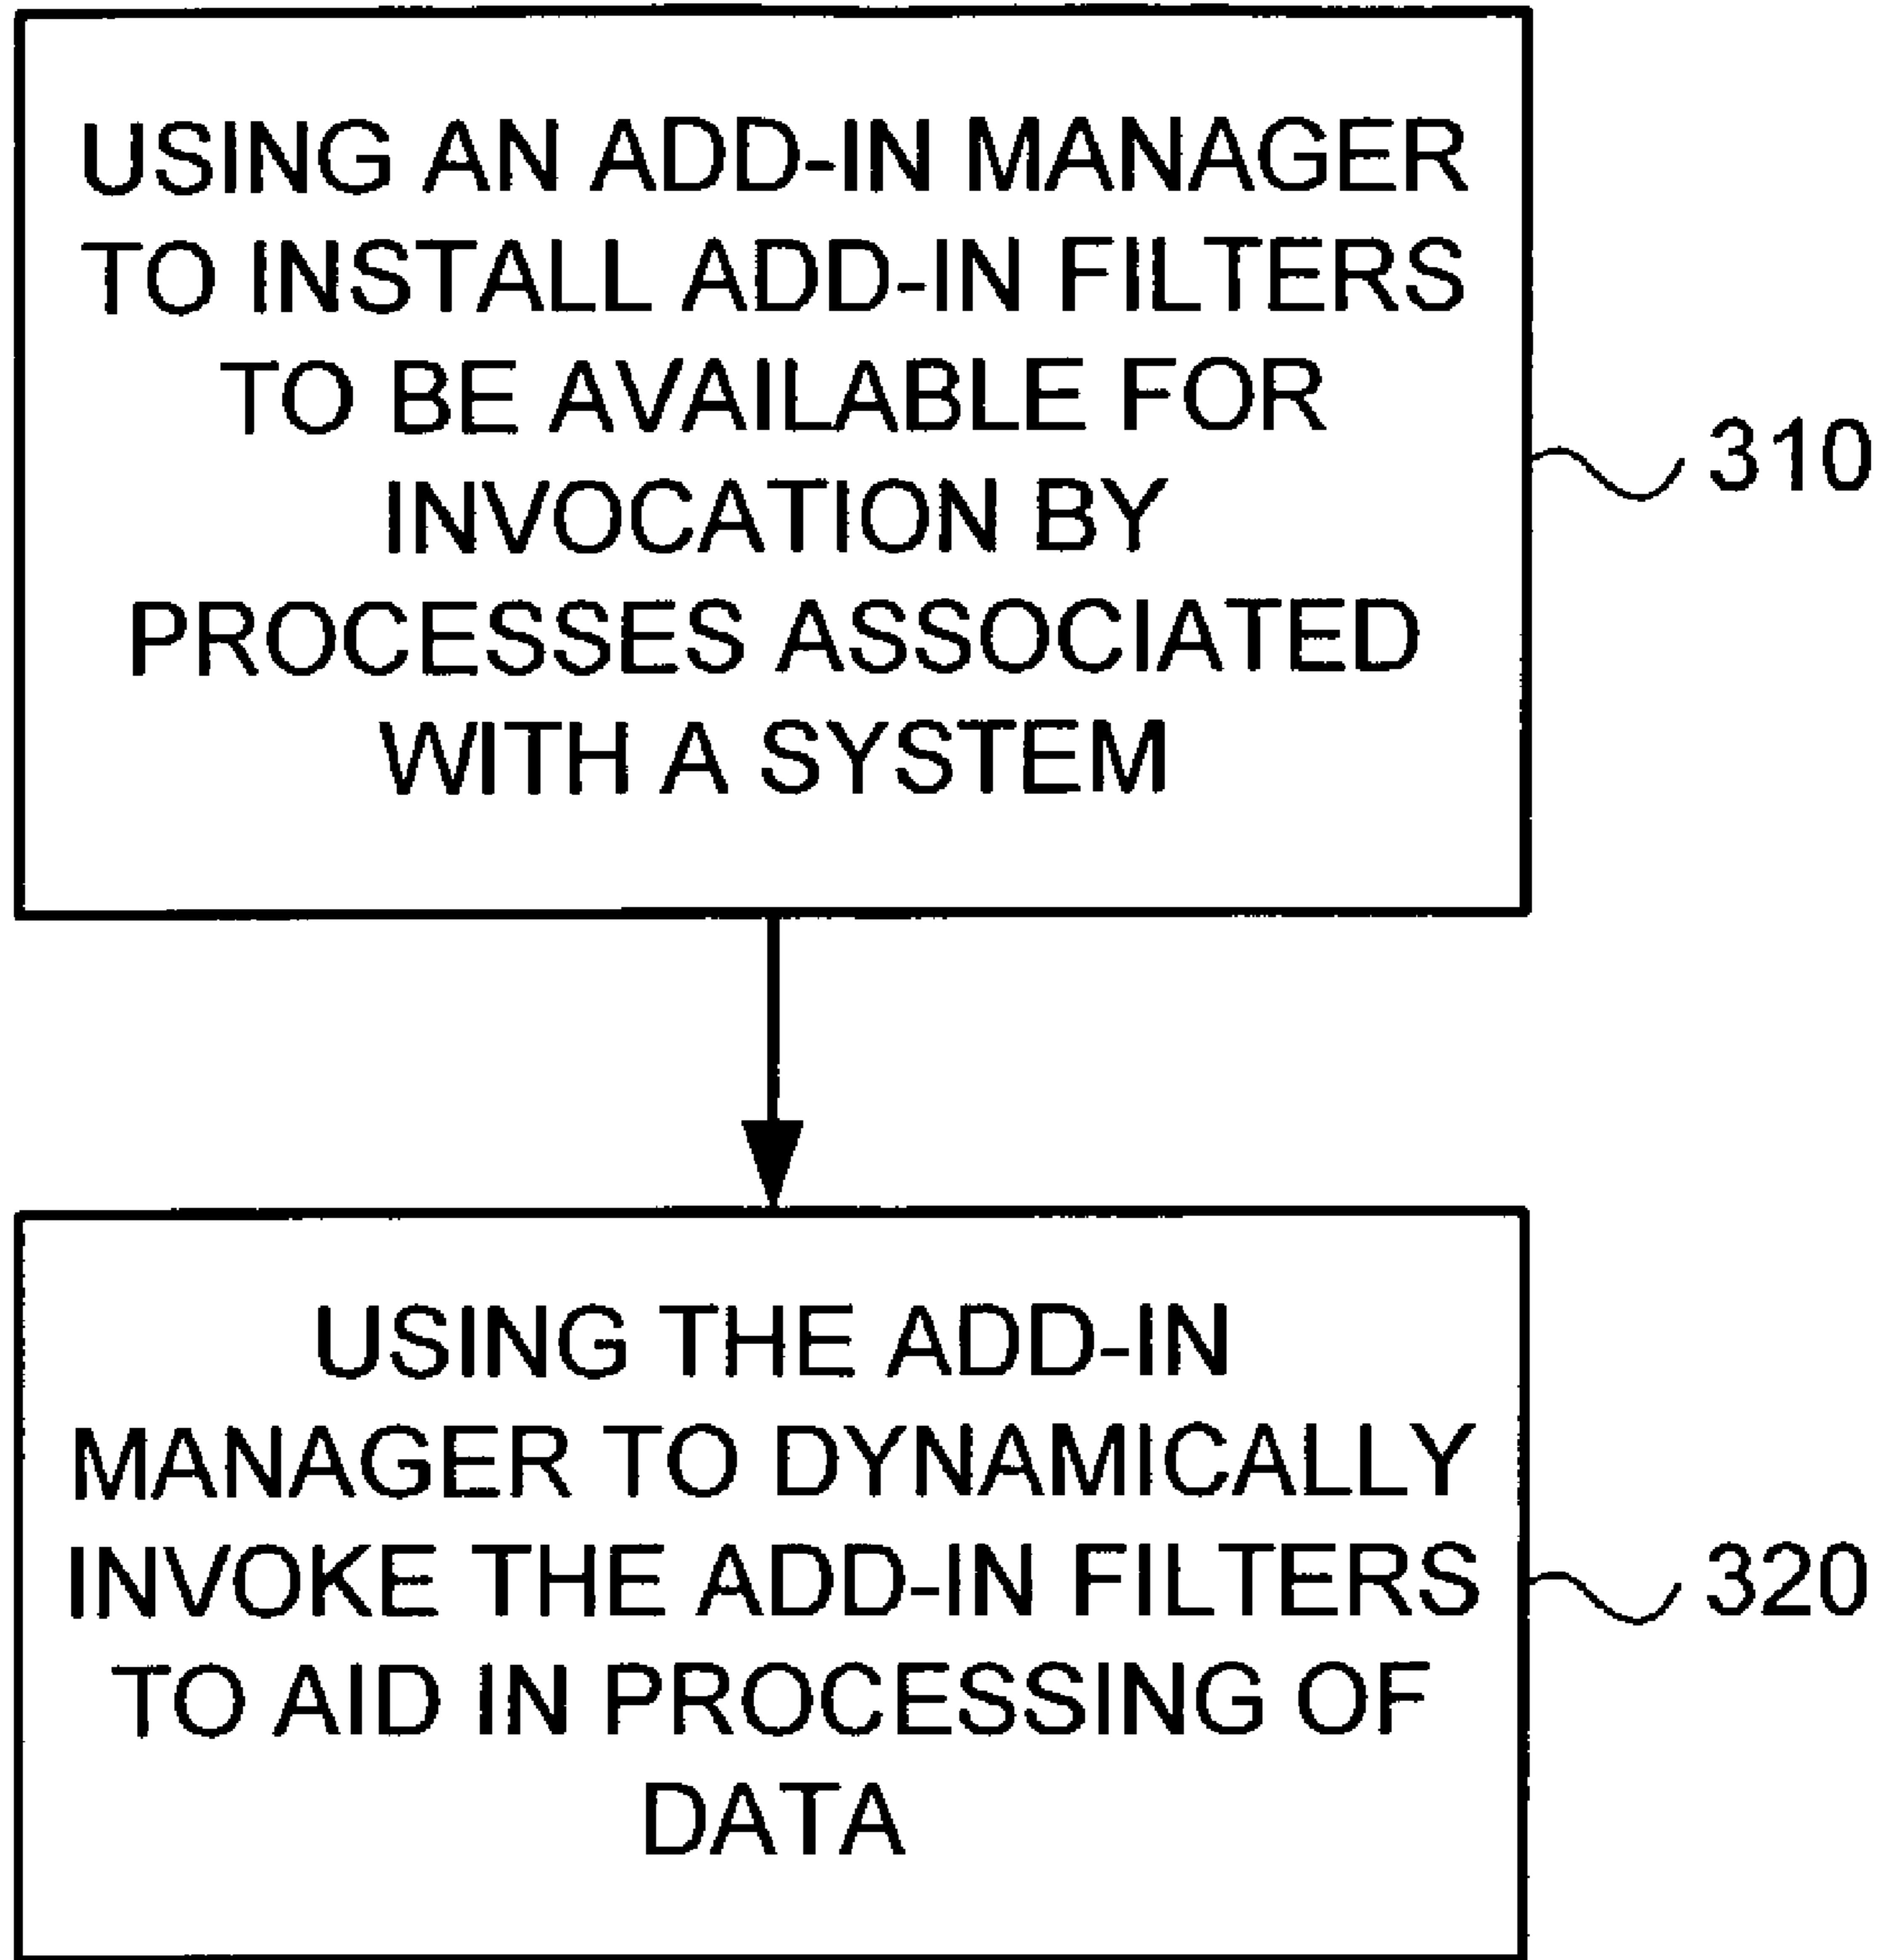 USING AN ADD-IN MANAGER
TO INSTALL ADD-IN FILTERS
TO BE AVAILABLE FOR
INVOCATION BY
PROCESSES ASSOCIATED
WITH A SYSTEM
310
USING THE ADD-IN
MANAGER TO DYNAMICALLY
INVOKE THE ADD-IN FILTERS
TO AID IN PROCESSING OF
DATA
320